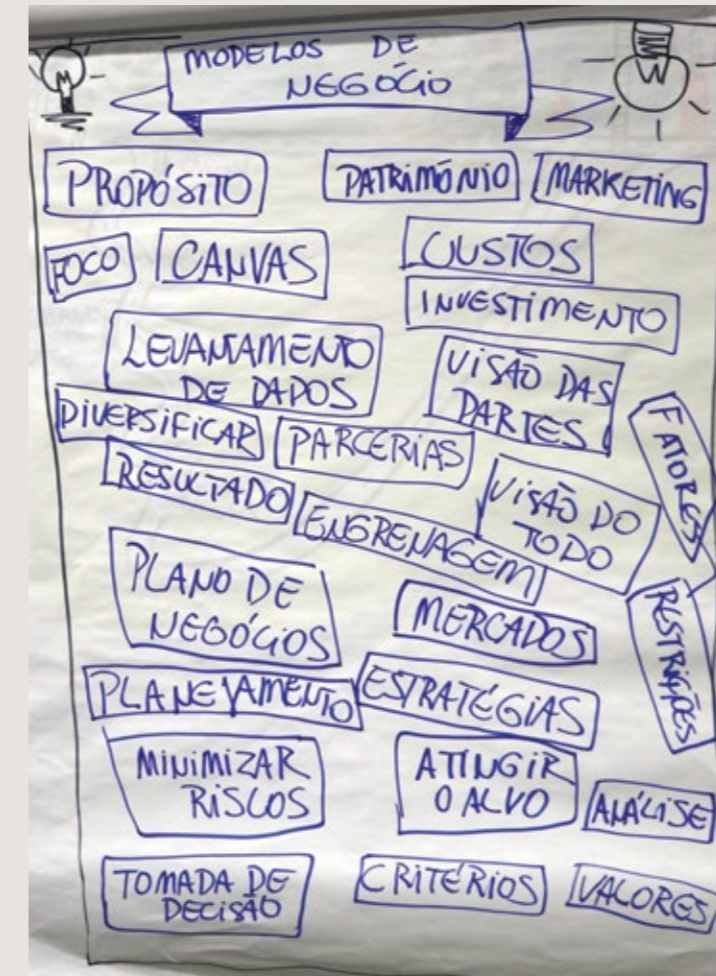 MODELOS DE
NEGÓCIO
PROPÓSITO
PATRIMÓNIO
MARKETING
FOCO
CANVAS
CUSTOS
INVESTIMENTO
LEVANTAMENTO
DE DADOS
VISÃO DAS
PARTES
DIVERSIFICAR
PARCERIAS
FATORES
RESULTADO
ENGRENAGEM
VISÃO DO
TODO
PLANO DE
NEGÓCIOS
MERCADOS
RESTRIÇÕES
PLANEJAMENTO
ESTRATÉGIAS
MINIMIZAR
RISCOS
ATINGIR
O ALVO
ANÁLISE
TOMADA DE
DECISÃO
CRITÉRIOS
VALORES